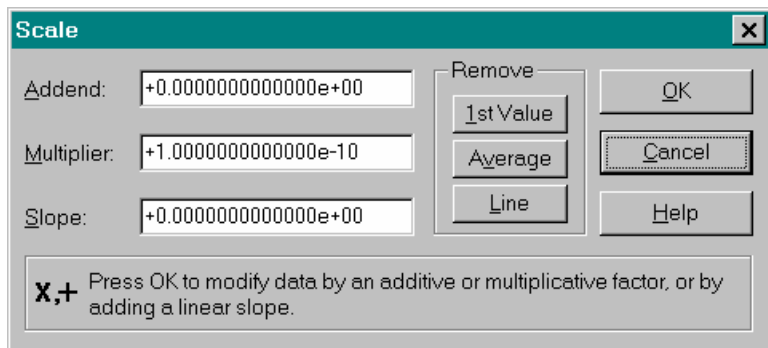 Scale
Addend: +0.0000000000000e+00
Multiplier: +1.0000000000000e-10
Slope: +0.0000000000000e+00
Remove
1st Value
Average
Line
OK
Cancel
Help
X,+ Press OK to modify data by an additive or multiplicative factor, or by
adding a linear slope.